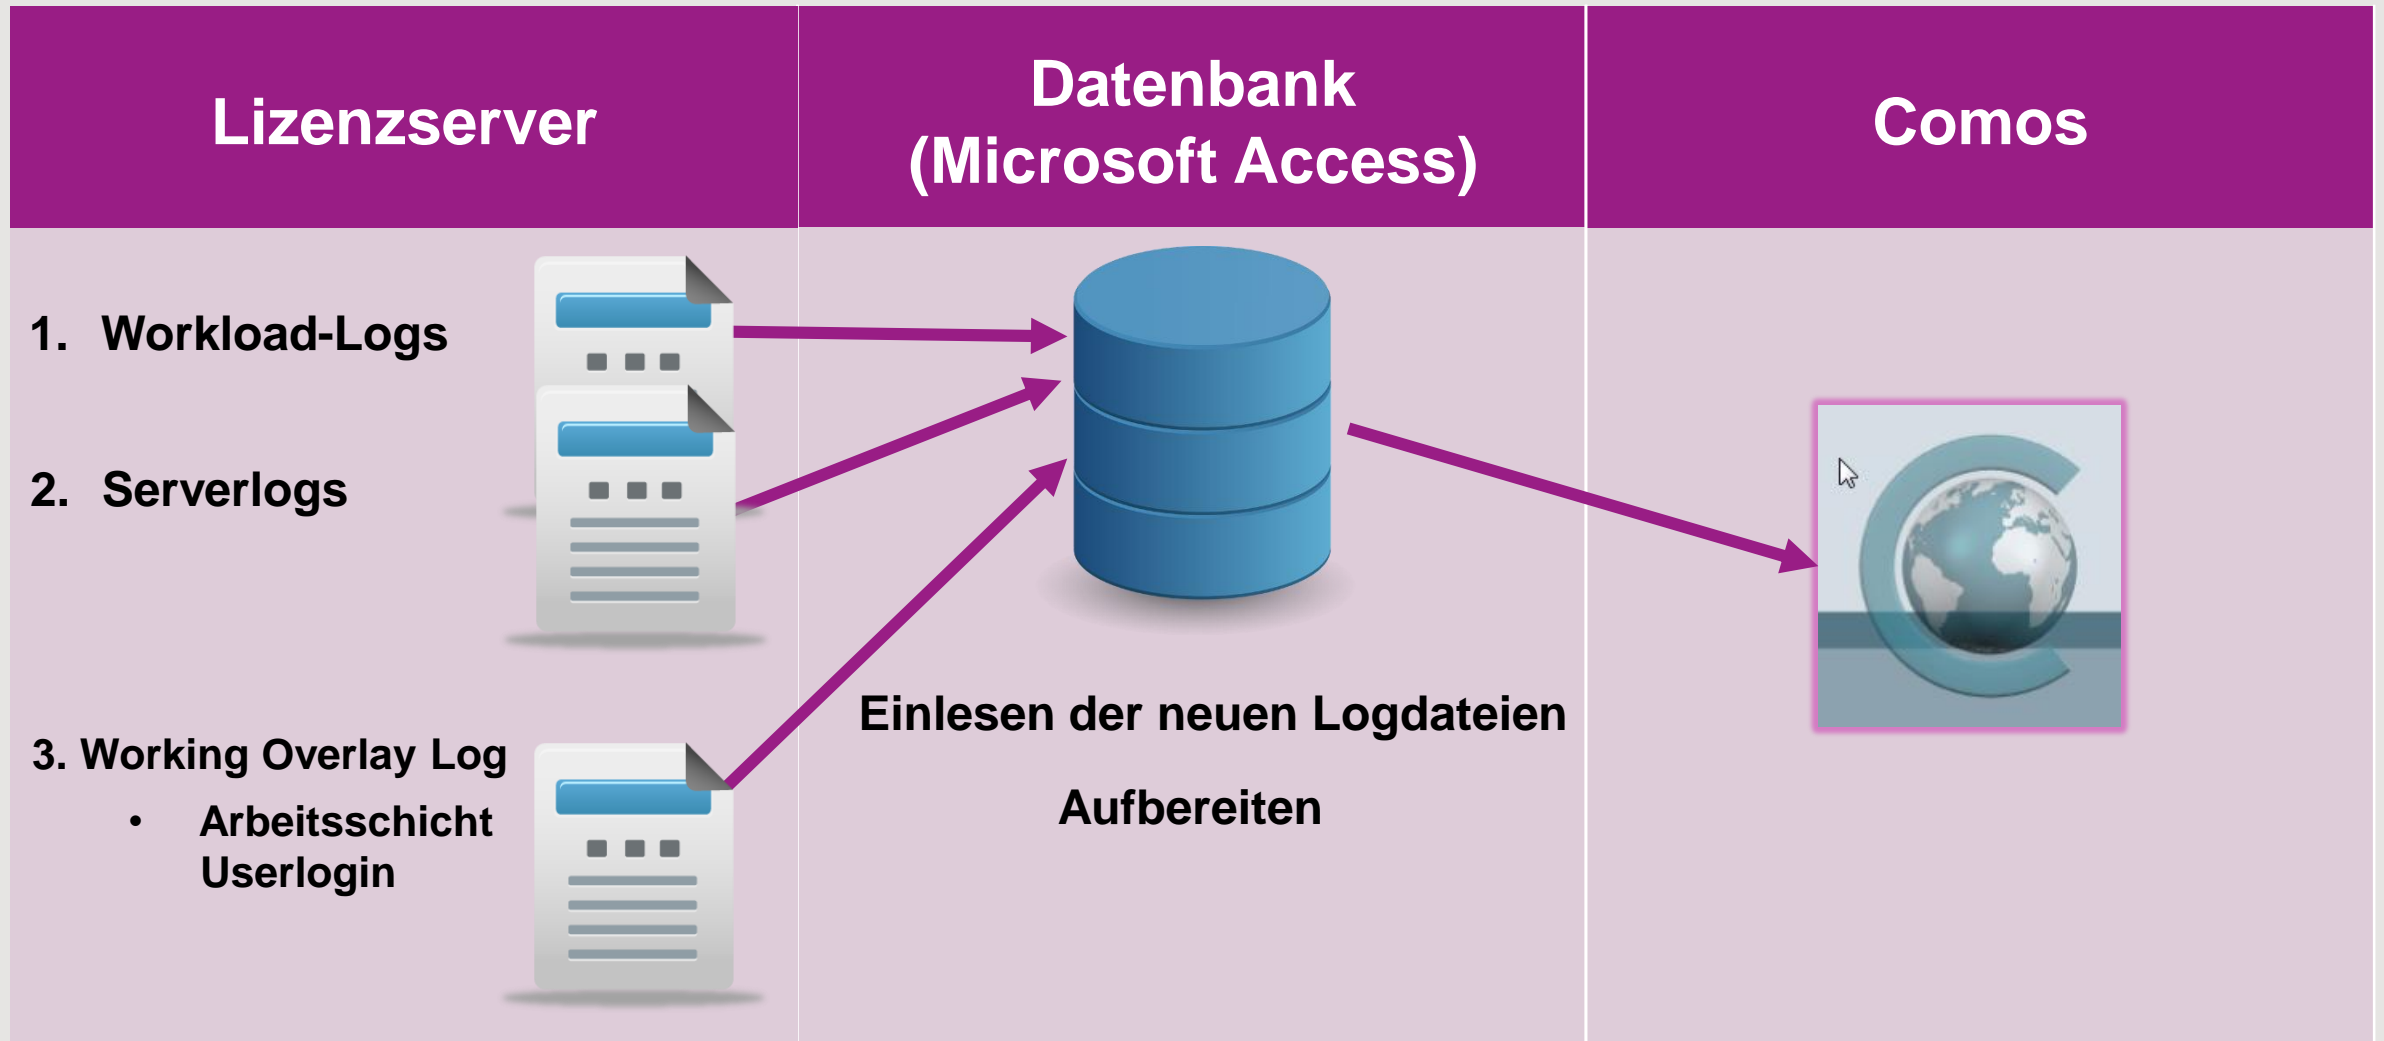 Lizenzserver
Datenbank
(Microsoft Access)
Comos
1. Workload-Logs
2. Serverlogs
3. Working Overlay Log
• Arbeitsschicht
Userlogin
Einlesen der neuen Logdateien
Aufbereiten